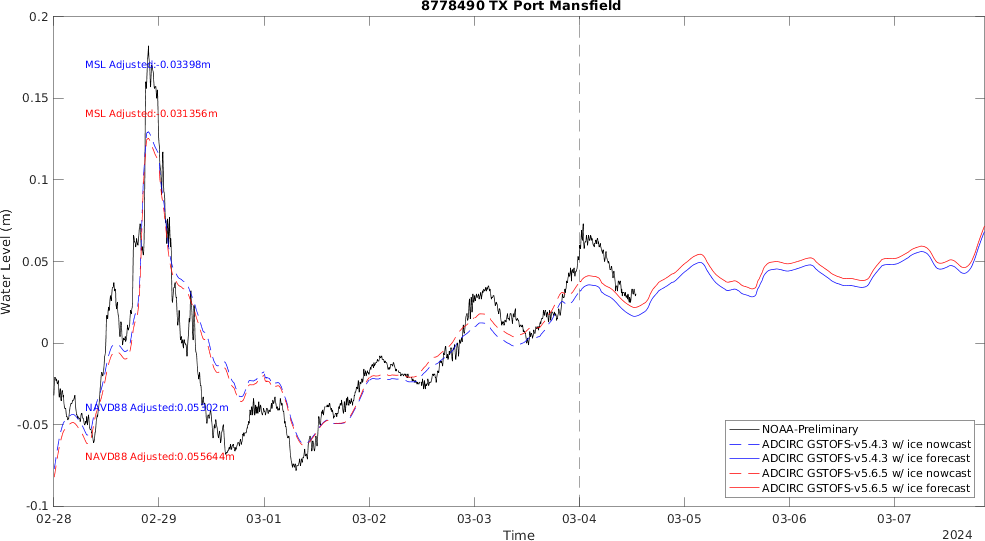 8778490 TX Port Mansfield
Water Level (m)
0.2
0.15
0.1
0.05
0
-0.05
-0.1
MSL Adjusted:-0.03398m
MSL Adjusted:-0.031356m
NAVD88 Adjusted:0.05302m
NAVD88 Adjusted:0.055644m
NOAA-Preliminary
ADCIRC GSTOFS-v5.4.3 w/ ice nowcast
ADCIRC GSTOFS-v5.4.3 w/ ice forecast
ADCIRC GSTOFS-v5.6.5 w/ ice nowcast
ADCIRC GSTOFS-v5.6.5 w/ ice forecast
02-28 02-29 03-01 03-02 03-03 03-04 03-05 03-06 03-07
Time
2024